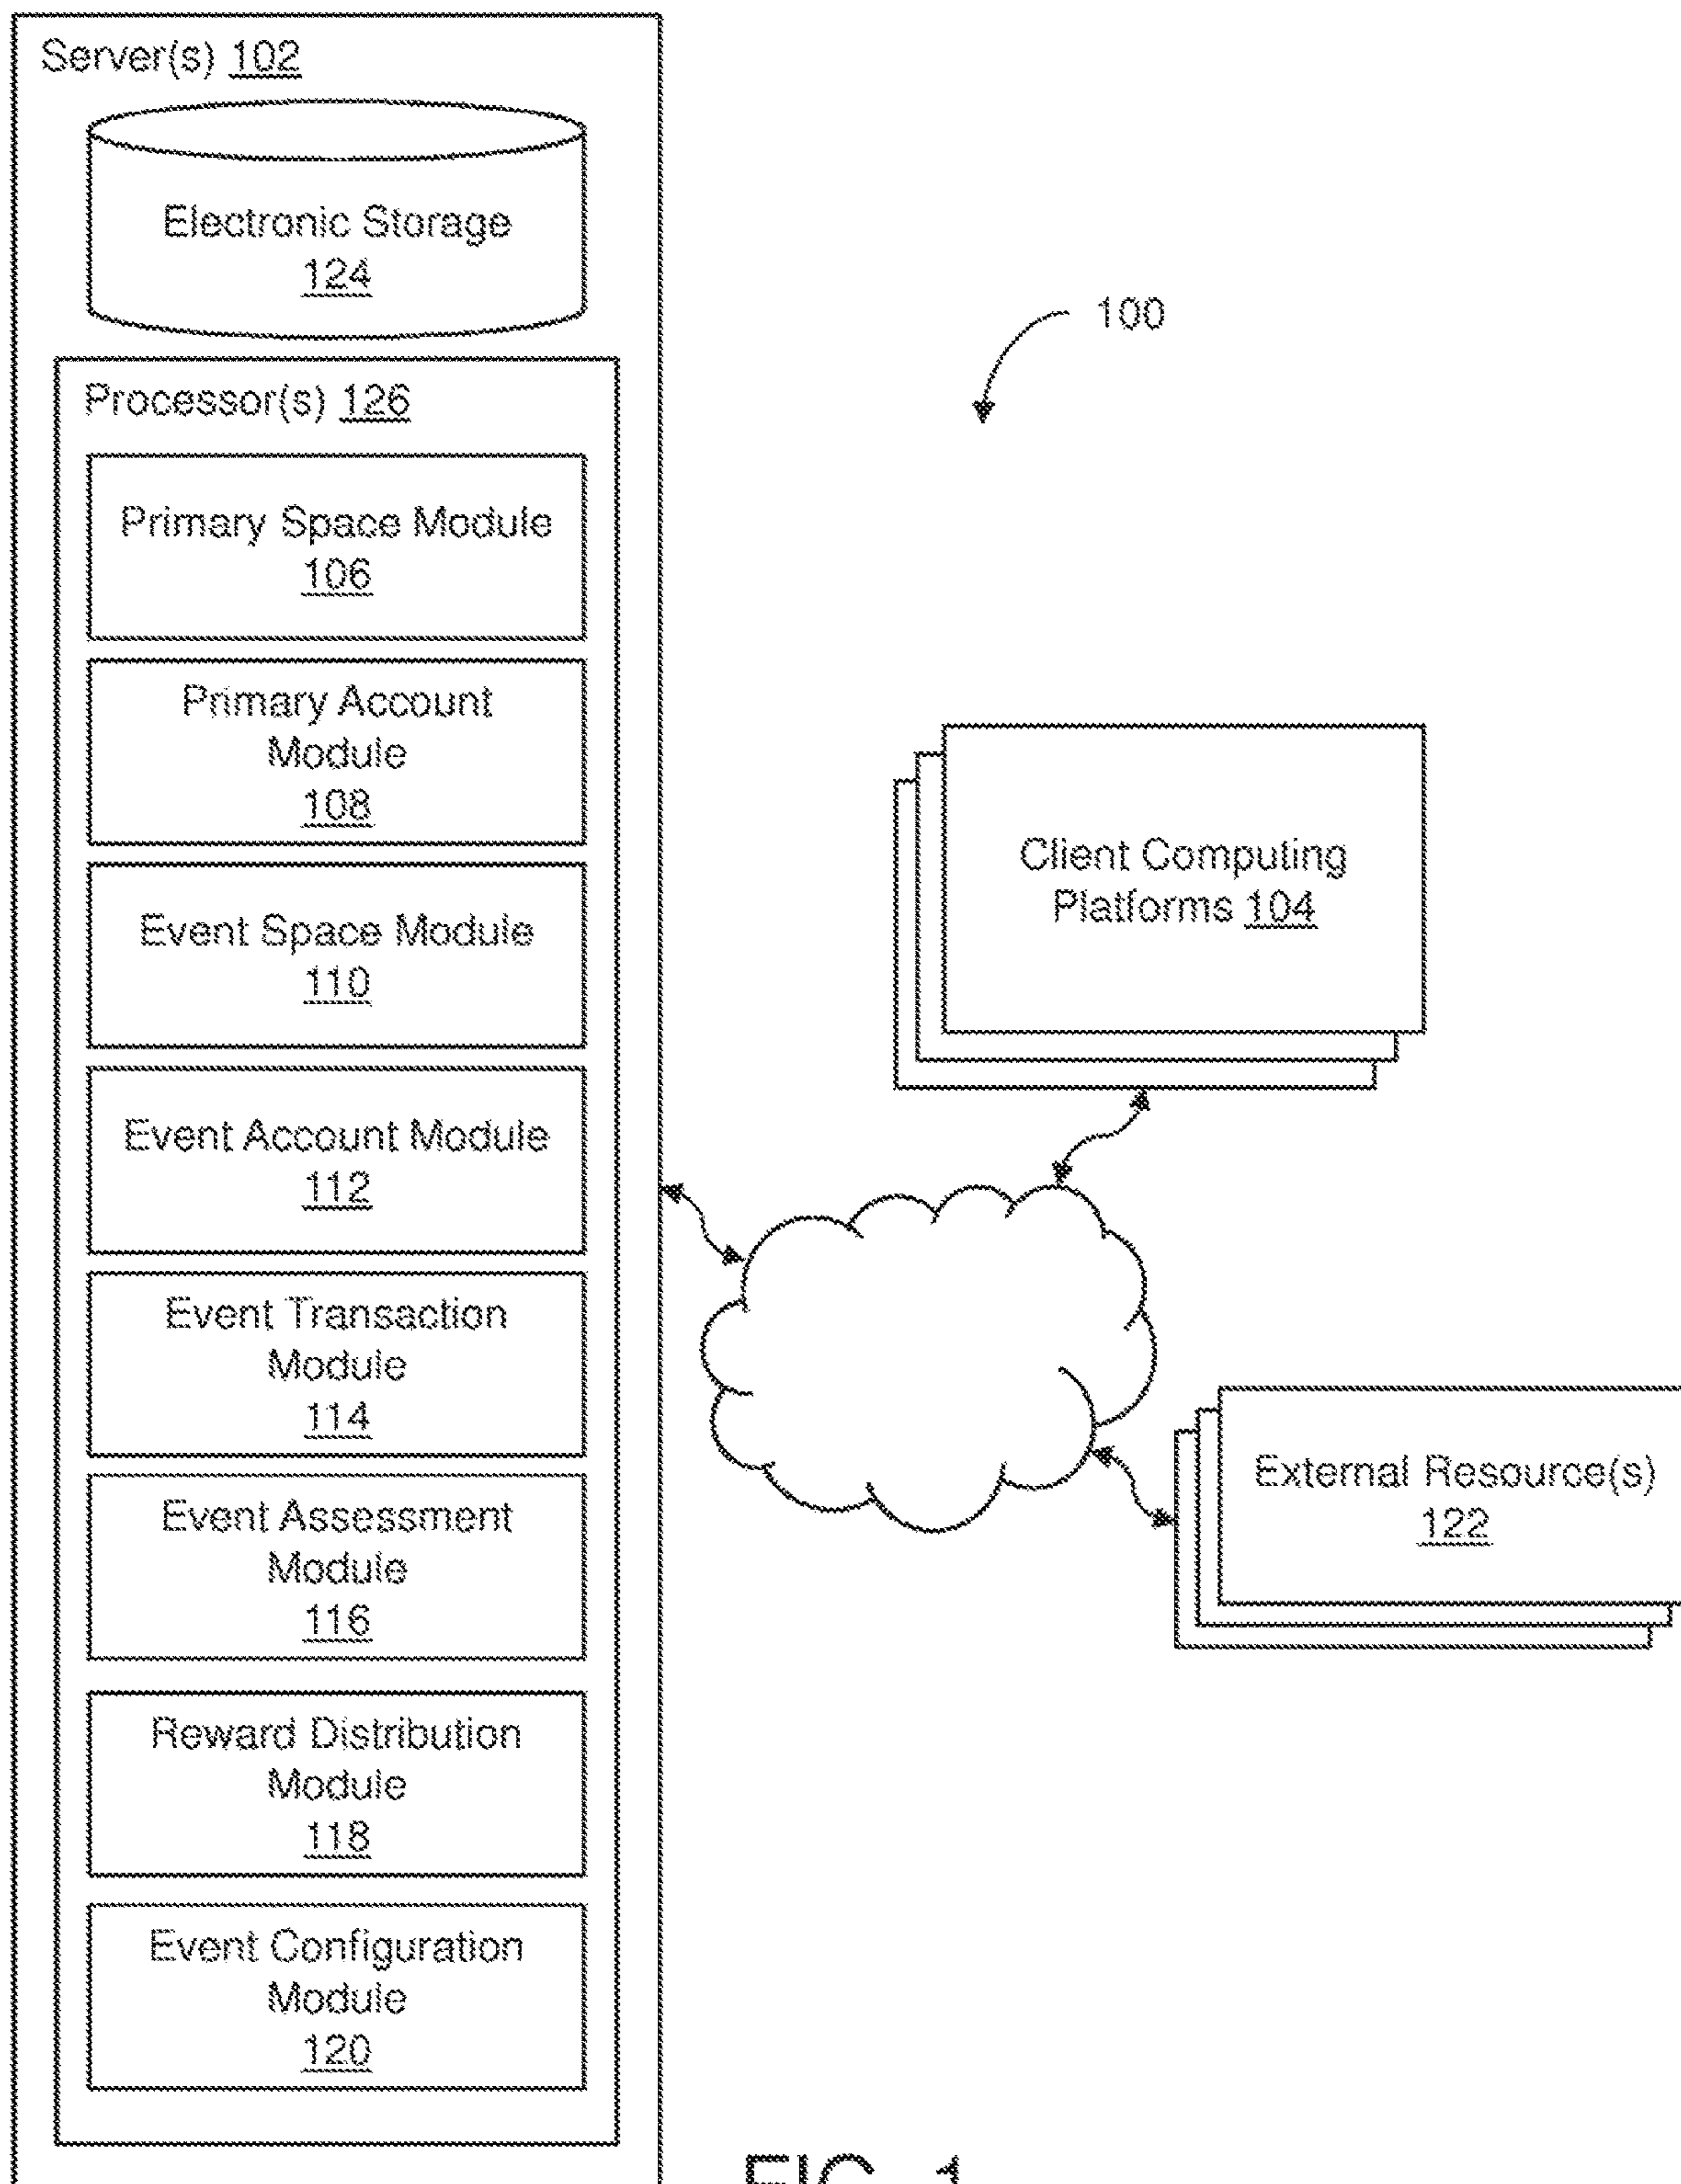 Server(s) 102
Electronic Storage
124
Processor(s) 126
Primary Space Module
106
Primary Account
Module
108
Event Space Module
110
Event Account Module
112
Event Transaction
Module
114
Event Assessment
Module
116
Reward Distribution
Module
118
Event Configuration
Module
120
100
Client Computing
Platforms 104
External Resource(s)
122
FIG. 1